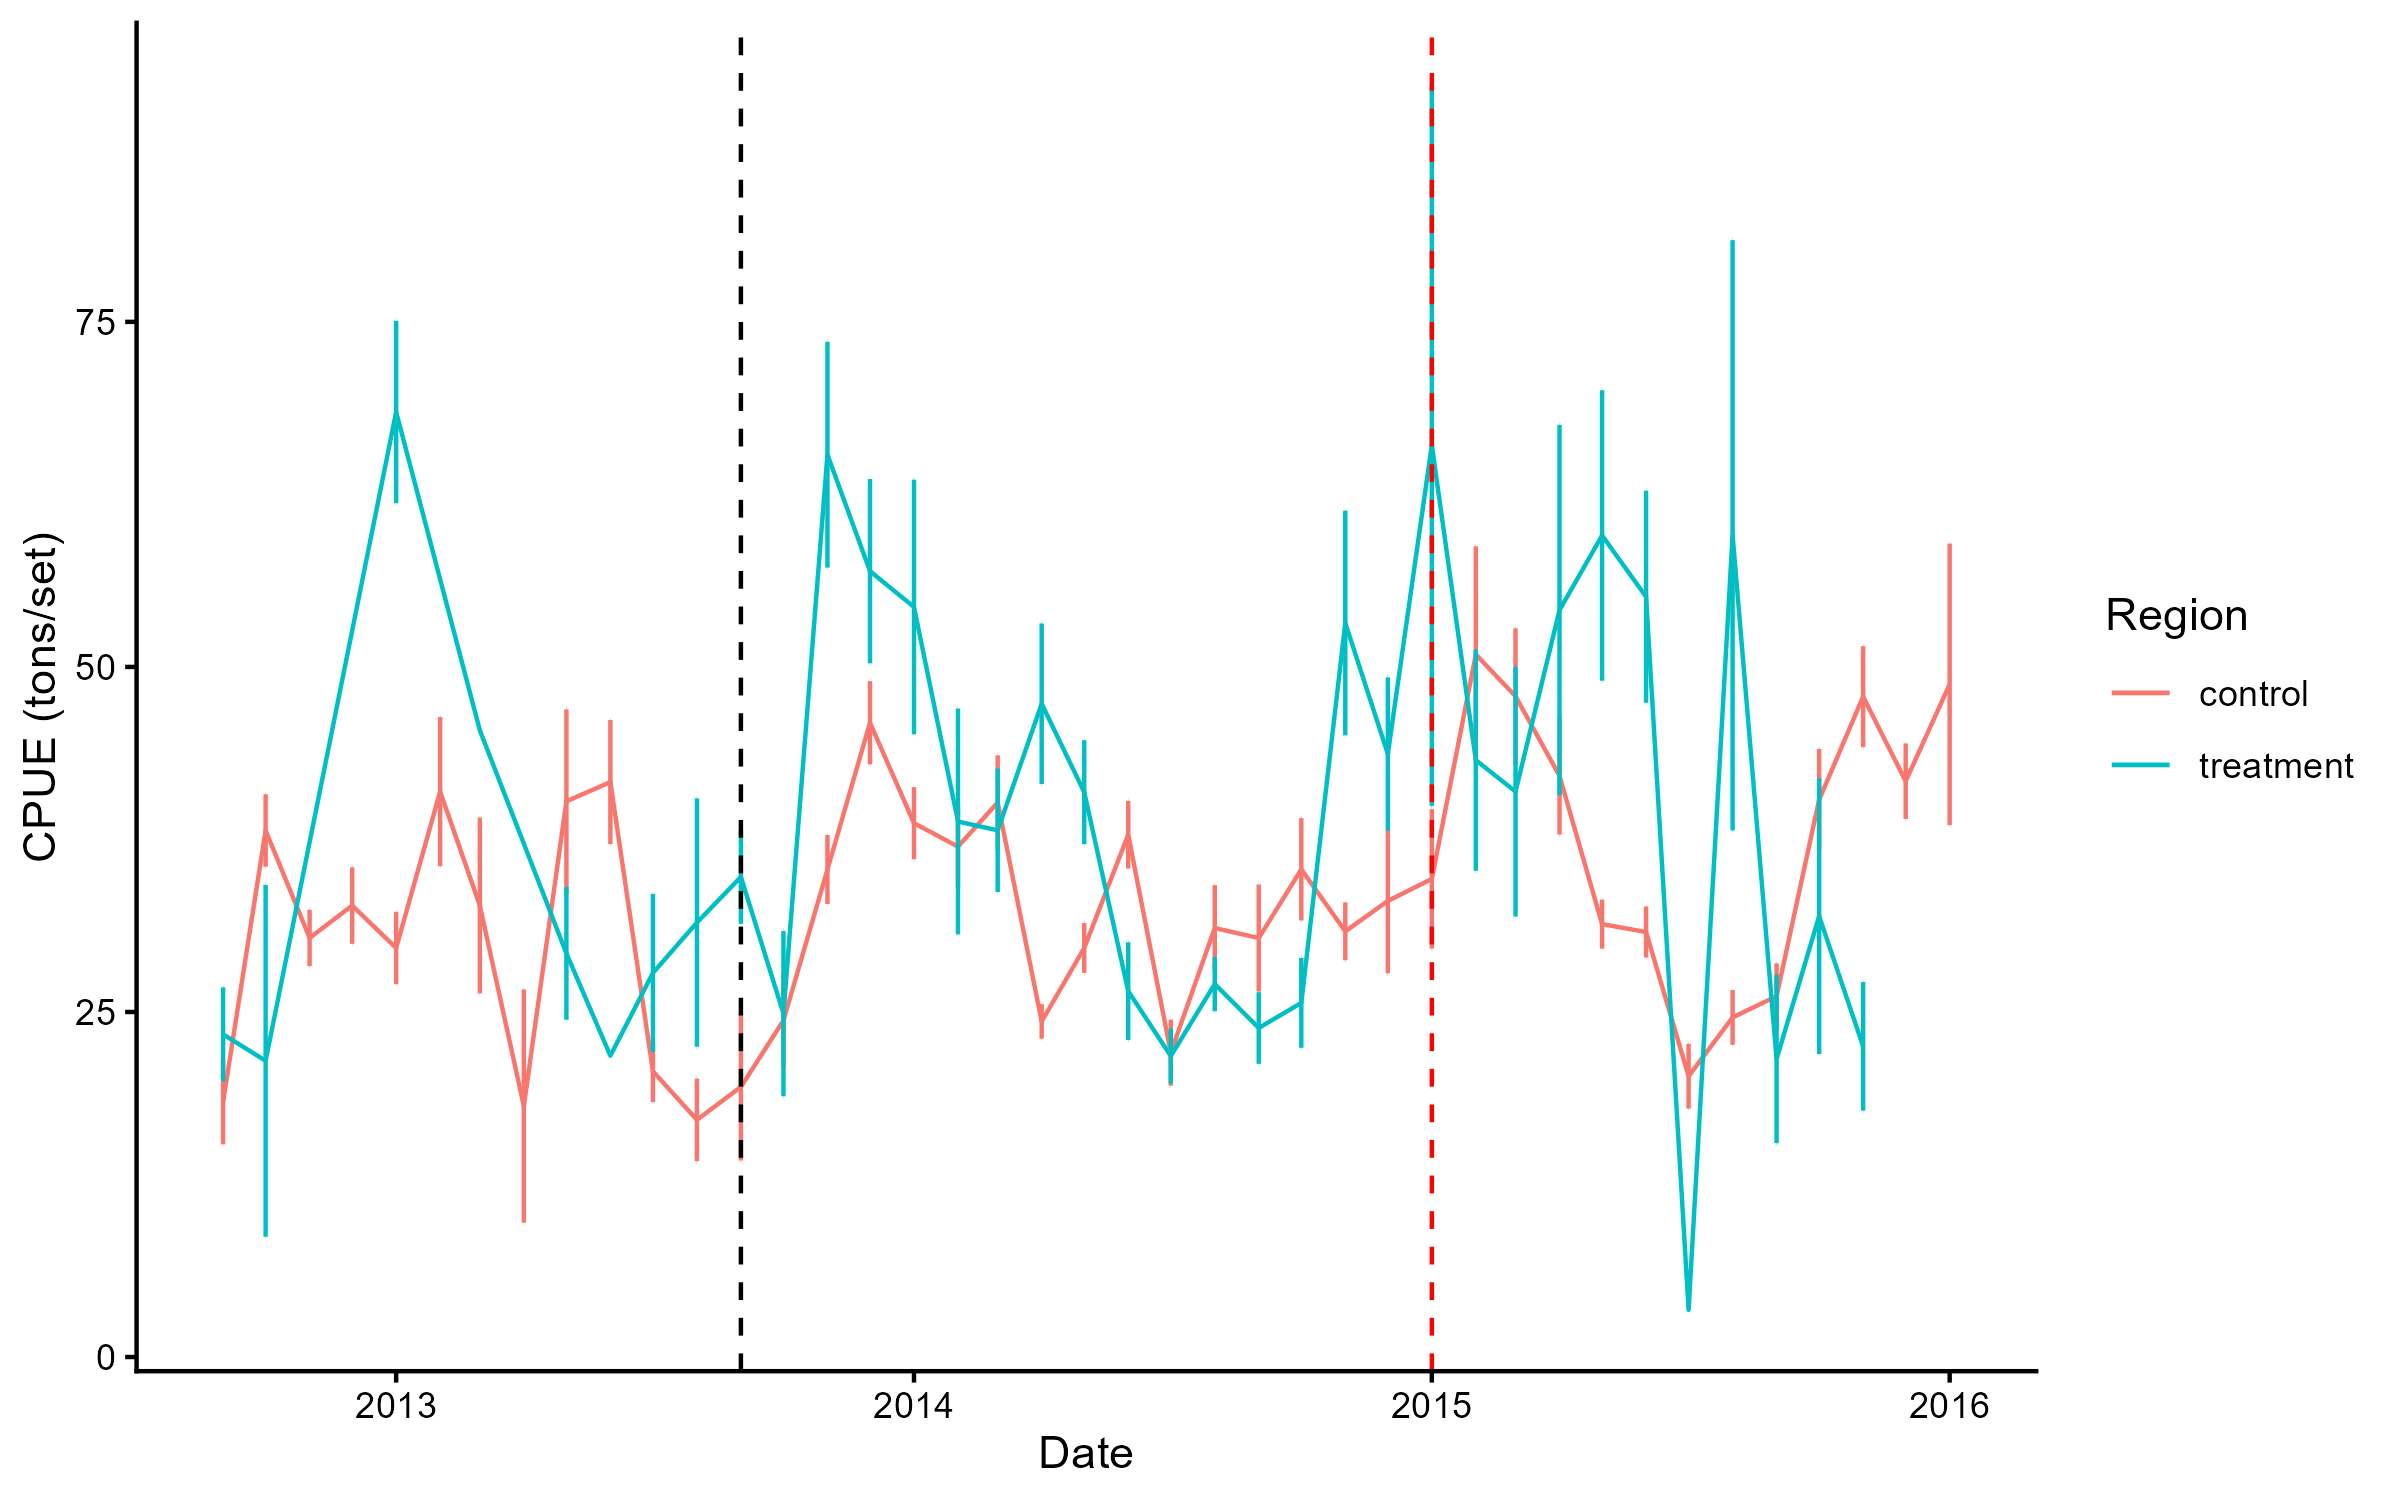 CPUE (tons/set)
75
50
25
0
2013
2014
2015
2016
Date
Region
control
treatment